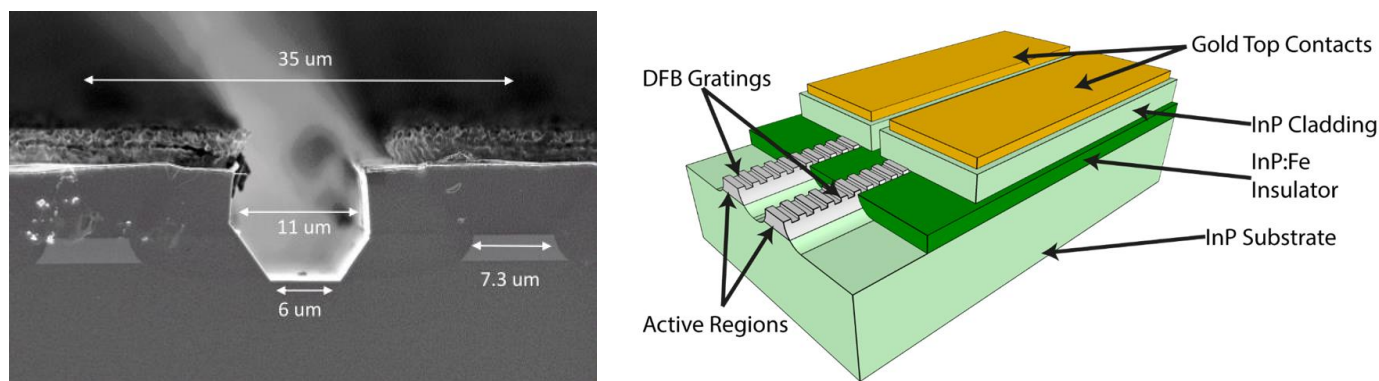 35 um
11 um
7.3 um
6 um
Gold Top Contacts
DFB Gratings
InP Cladding
InP:Fe
Insulator
InP Substrate
Active Regions